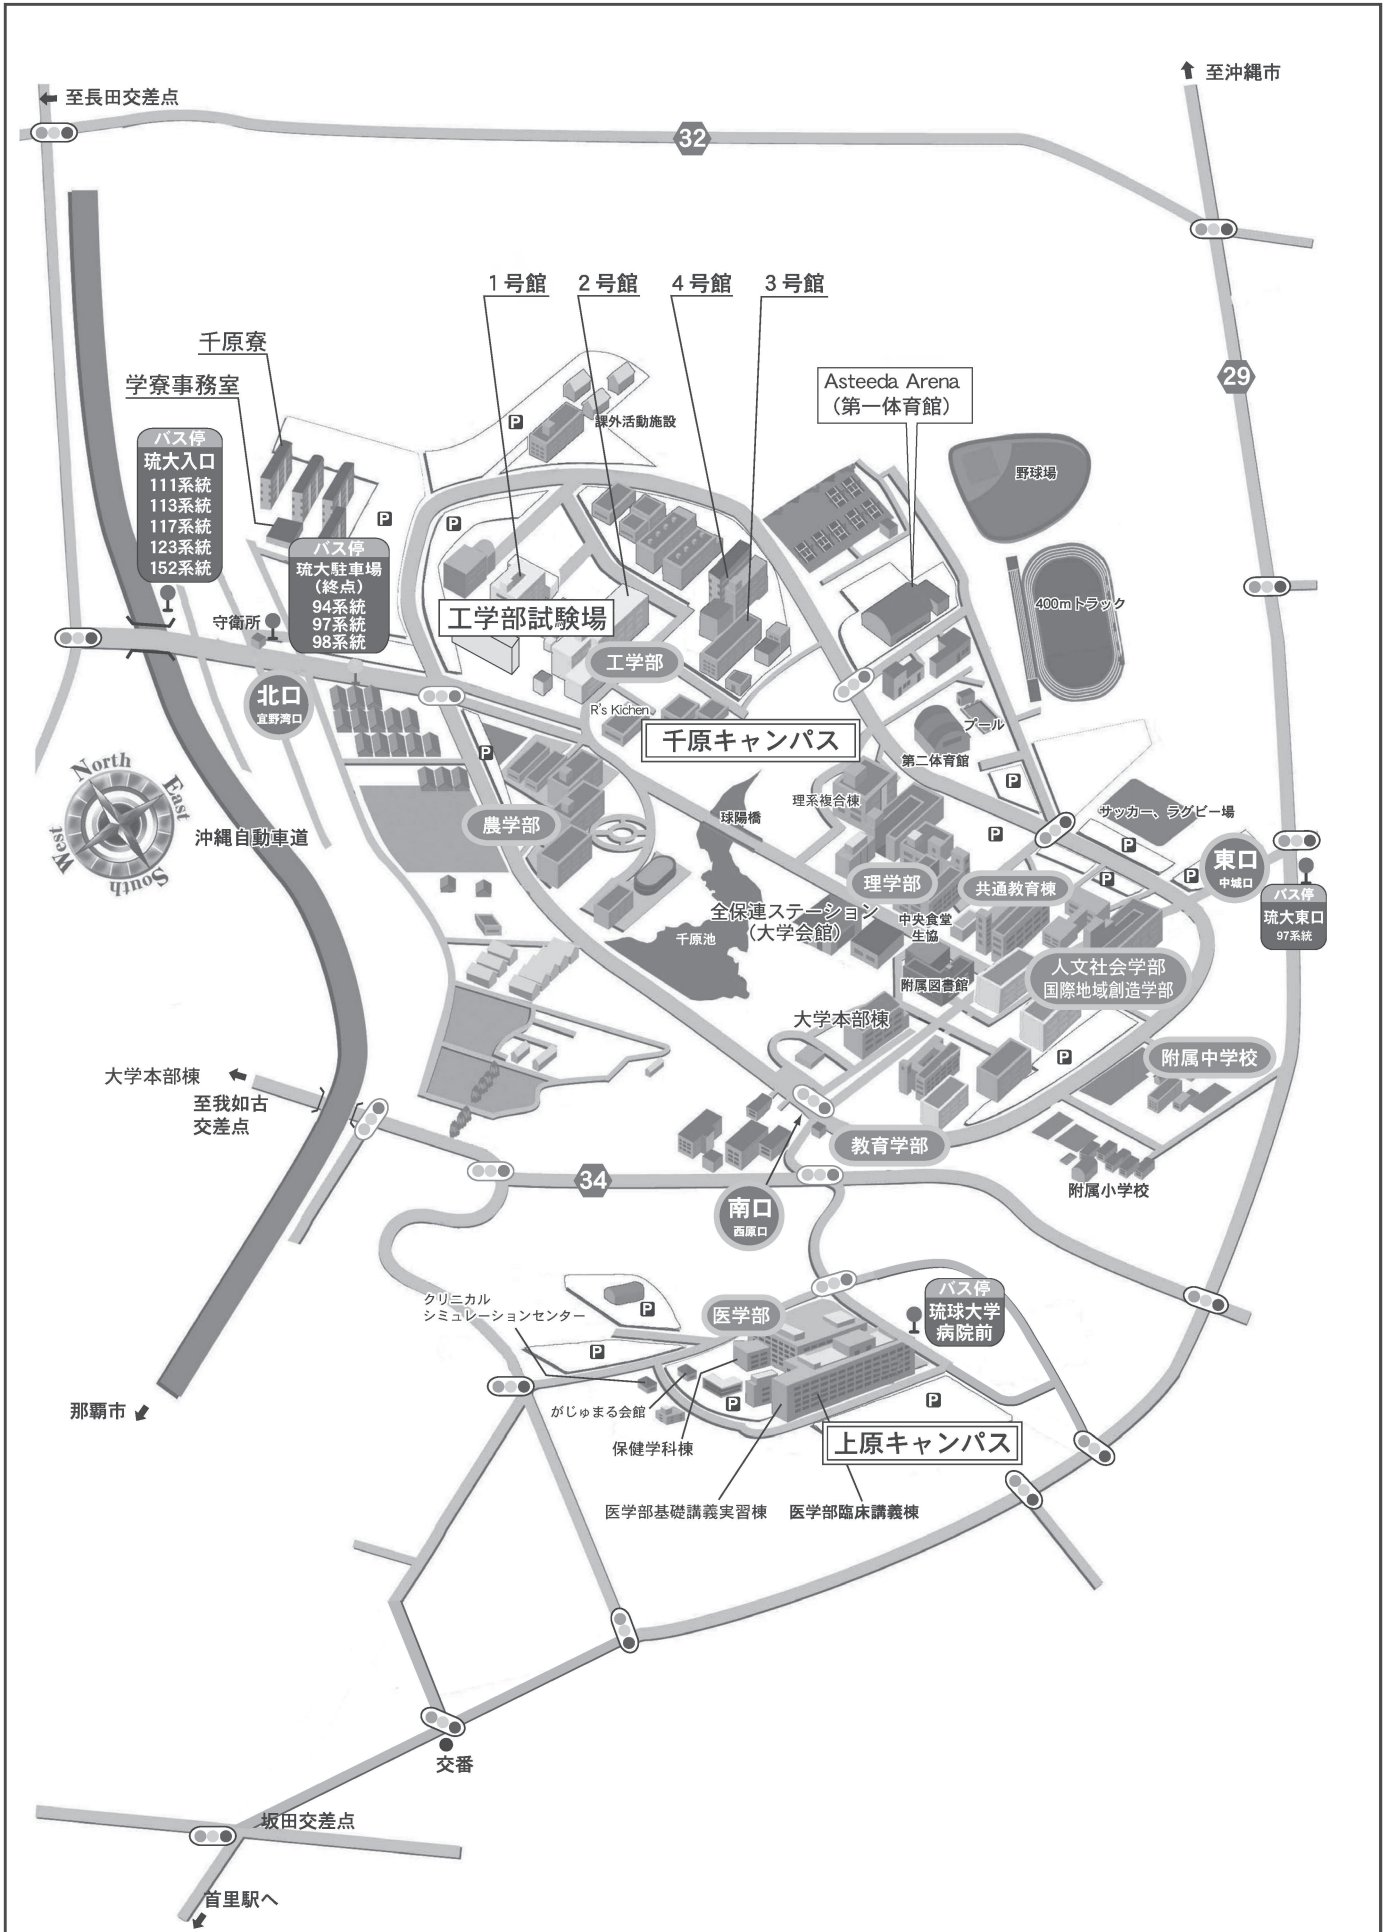 至沖縄市
至長田交差点
32
29
1号館
2号館
4号館
3号館
千原寮
学寮事務室
Asteeda Arena
（第一体育館）
課外活動施設
バス停
琉大入口
111系統
113系統
117系統
123系統
152系統
P
P
P
野球場
バス停
琉大駐車場
（終点）
94系統
97系統
98系統
400mトラック
工学部試験場
守衛所
工学部
北口
宜野湾口
R's Kichen
千原キャンパス
プール
第二体育館
P
P
North
East
South
West
沖縄自動車道
理系複合棟
球陽橋
農学部
サッカー、ラグビー場
P
P
P
P
東口
中城口
バス停
琉大東口
97系統
理学部
共通教育棟
全保連ステーション
（大学会館）
中央食堂
生協
千原池
人文社会学部
国際地域創造学部
附属図書館
大学本部棟
P
附属中学校
大学本部棟
至我如古
交差点
教育学部
34
附属小学校
南口
西原口
クリニカル
シミュレーションセンター
P
医学部
バス停
琉球大学
病院前
P
P
P
那覇市
がじゅまる会館
保健学科棟
上原キャンパス
医学部基礎講義実習棟
医学部臨床講義棟
交番
坂田交差点
首里駅へ